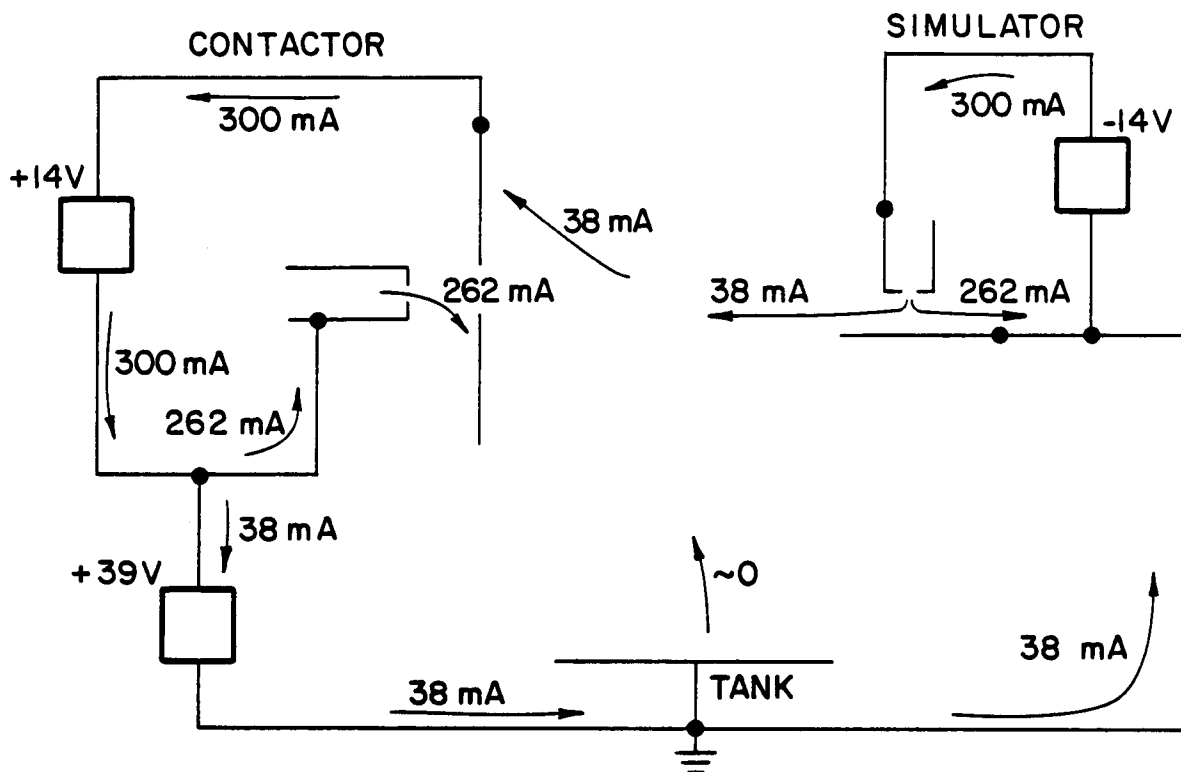 CONTACTOR
SIMULATOR
300 mA
300 mA
-14V
+14V
38 mA
262 mA
38 mA
262 mA
300 mA
262 mA
38 mA
+39V
~0
38 mA
38 mA
TANK